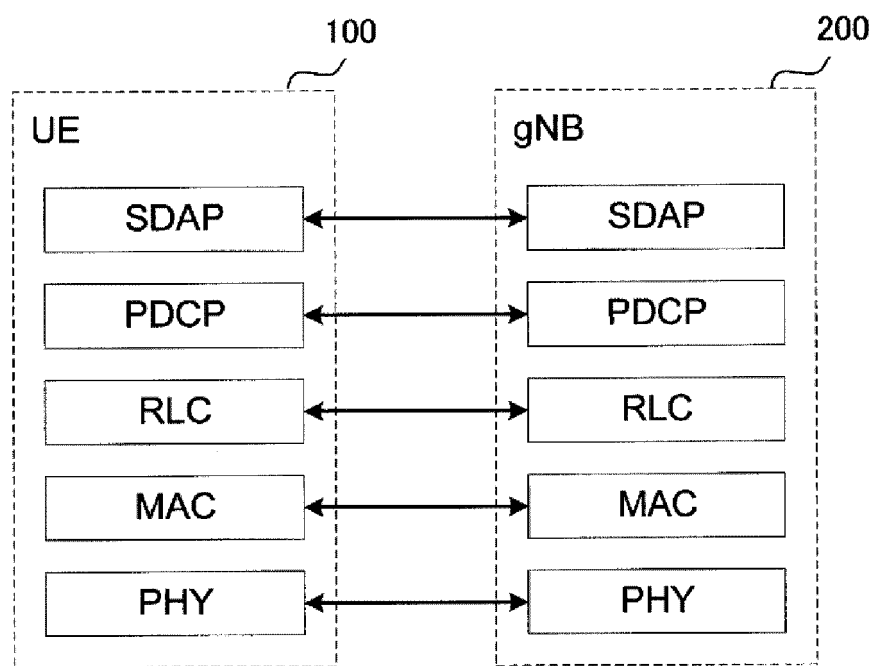 100
200
UE
gNB
SDAP
SDAP
PDCP
PDCP
RLC
RLC
MAC
MAC
PHY
PHY